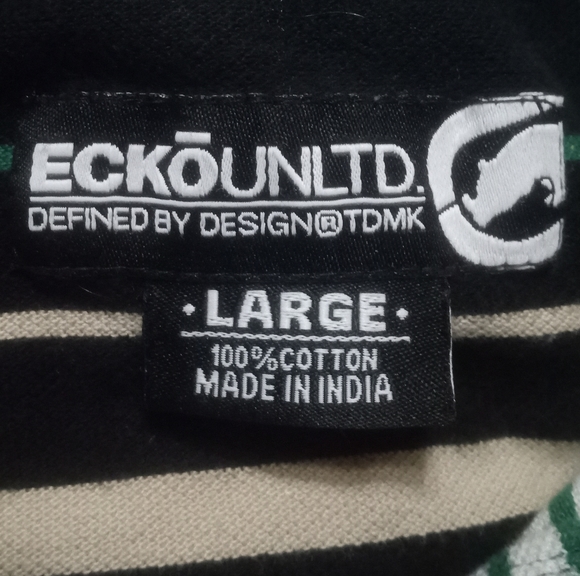 ECKŌUNLTD.
DEFINED BY DESIGN®TDMK
·LARGE·
100%COTTON
MADE IN INDIA